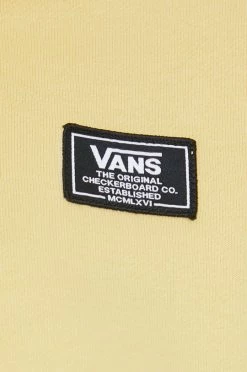 VANS
THE ORIGINAL
CHECKERBOARD CO.
ESTABLISHED
MCMLXVI